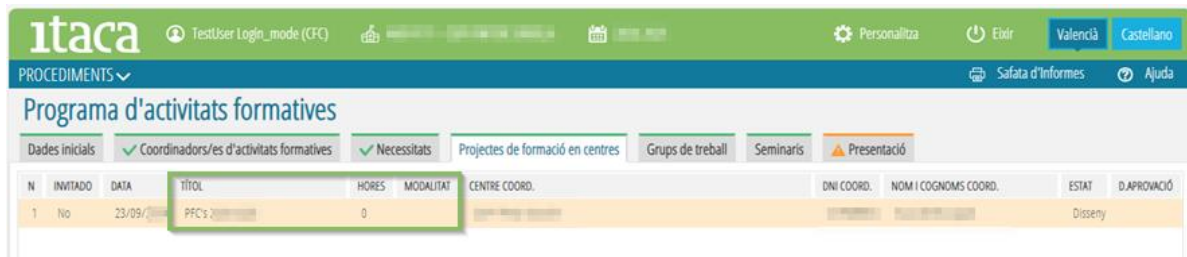 ıtaca TestUser Login_mode (CFC) Personalitza Eixir Valencià Castellano
PROCEDIMENTS Safata d'Informes Ajuda
Programa d'activitats formatives
Dades inicials Coordinadors/es d'activitats formatives Necessitats Projectes de formació en centres Grups de treball Seminaris Presentació
N INVITADO DATA TÍTOL HORES MODALITAT CENTRE COORD. DNI COORD. NOM I COGNOMS COORD. ESTAT D.APROVACIÓ
1 No 23/09/ PFC's 0 Disseny